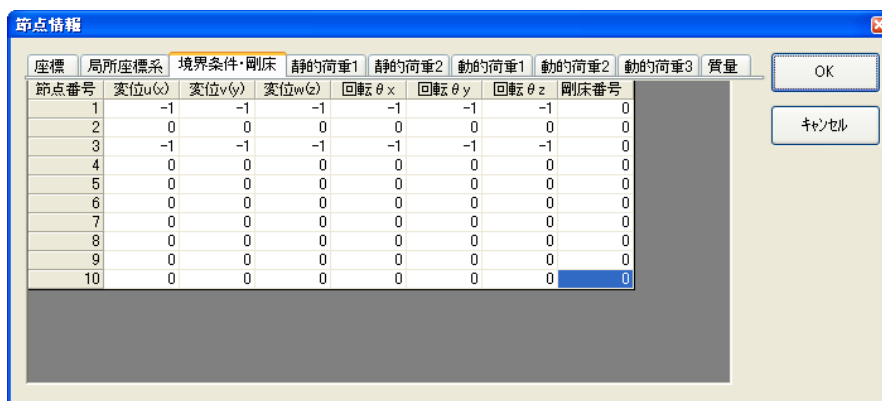 節点情報
座標 局所座標系 境界条件・剛床 静的荷重1 静的荷重2 動的荷重1 動的荷重2 動的荷重3 質量
OK
キャンセル
節点番号 変位u(x) 変位v(y) 変位w(z) 回転θx 回転θy 回転θz 剛床番号
1 -1 -1 -1 -1 -1 -1 0
2 0 0 0 0 0 0 0
3 -1 -1 -1 -1 -1 -1 0
4 0 0 0 0 0 0 0
5 0 0 0 0 0 0 0
6 0 0 0 0 0 0 0
7 0 0 0 0 0 0 0
8 0 0 0 0 0 0 0
9 0 0 0 0 0 0 0
10 0 0 0 0 0 0 0